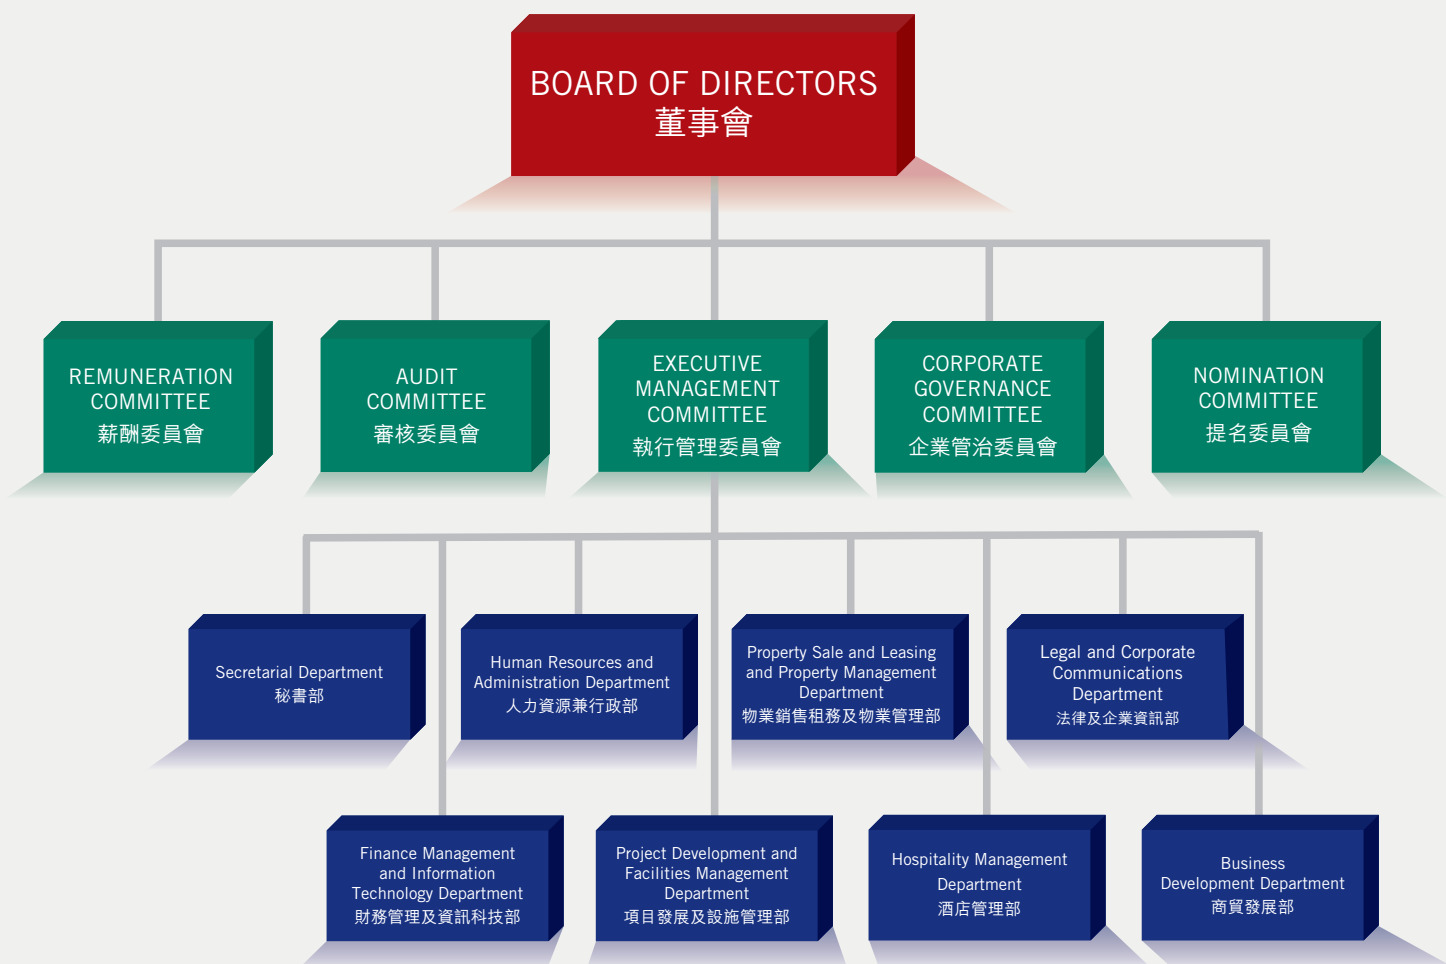 BOARD OF DIRECTORS
董事會
REMUNERATION
COMMITTEE
薪酬委員會
AUDIT
COMMITTEE
審核委員會
EXECUTIVE
MANAGEMENT
COMMITTEE
執行管理委員會
CORPORATE
GOVERNANCE
COMMITTEE
企業管治委員會
NOMINATION
COMMITTEE
提名委員會
Secretarial Department
秘書部
Human Resources and
Administration Department
人力資源兼行政部
Property Sale and Leasing
and Property Management
Department
物業銷售租務及物業管理部
Legal and Corporate
Communications
Department
法律及企業資訊部
Finance Management
and Information
Technology Department
財務管理及資訊科技部
Project Development and
Facilities Management
Department
項目發展及設施管理部
Hospitality Management
Department
酒店管理部
Business
Development Department
商貿發展部